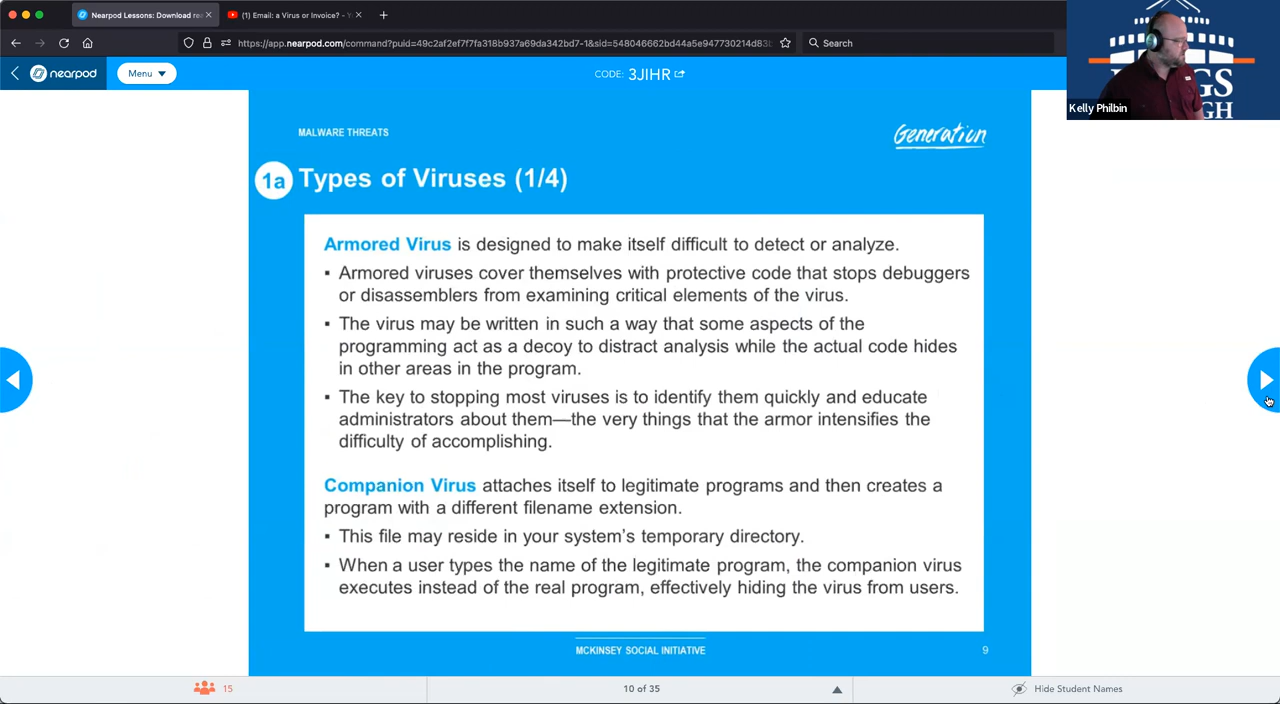 Nearpod Lessons: Download re
(1) Email: a Virus or Invoice? - Y
https://app.nearpod.com/command?puid=49c2af2ef7f7fa318b937a69da342bd7-1&sid=548046662bd44a5e947730214d83b
Search
nearpod
Menu
CODE: 3JIHR
GS
GH
Kelly Philbin
MALWARE THREATS
Generation
1a Types of Viruses (1/4)
Armored Virus is designed to make itself difficult to detect or analyze.
▪ Armored viruses cover themselves with protective code that stops debuggers
or disassemblers from examining critical elements of the virus.
▪ The virus may be written in such a way that some aspects of the
programming act as a decoy to distract analysis while the actual code hides
in other areas in the program.
▪ The key to stopping most viruses is to identify them quickly and educate
administrators about them—the very things that the armor intensifies the
difficulty of accomplishing.
Companion Virus attaches itself to legitimate programs and then creates a
program with a different filename extension.
▪ This file may reside in your system's temporary directory.
▪ When a user types the name of the legitimate program, the companion virus
executes instead of the real program, effectively hiding the virus from users.
MCKINSEY SOCIAL INITIATIVE
9
15
10 of 35
Hide Student Names